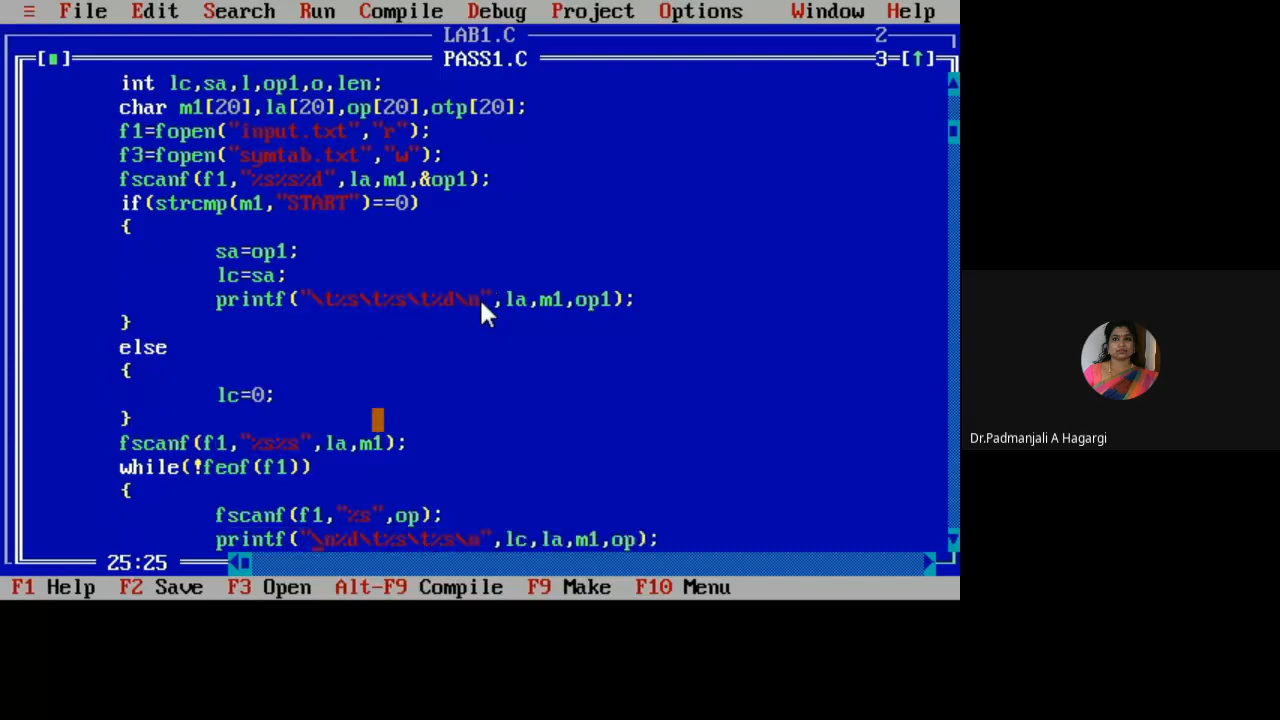 ≡ File Edit Search Run Compile Debug Project Options Window Help
LAB1.C 2
[■] PASS1.C 3=[↑]
int lc,sa,l,op1,o,len;
char m1[20],la[20],op[20],otp[20];
f1=fopen("input.txt","r");
f3=fopen("symtab.txt","w");
fscanf(f1,"%s%s%d",la,m1,&op1);
if(strcmp(m1,"START")==0)
{
sa=op1;
lc=sa;
printf("\t%s\t%s\t%d\n",la,m1,op1);
}
else
{
lc=0;
}
fscanf(f1,"%s%s",la,m1);
while(!feof(f1))
{
fscanf(f1,"%s",op);
printf("\n%d\t%s\t%s\n",lc,la,m1,op);
25:25
F1 Help F2 Save F3 Open Alt-F9 Compile F9 Make F10 Menu
Dr.Padmanjali A Hagargi